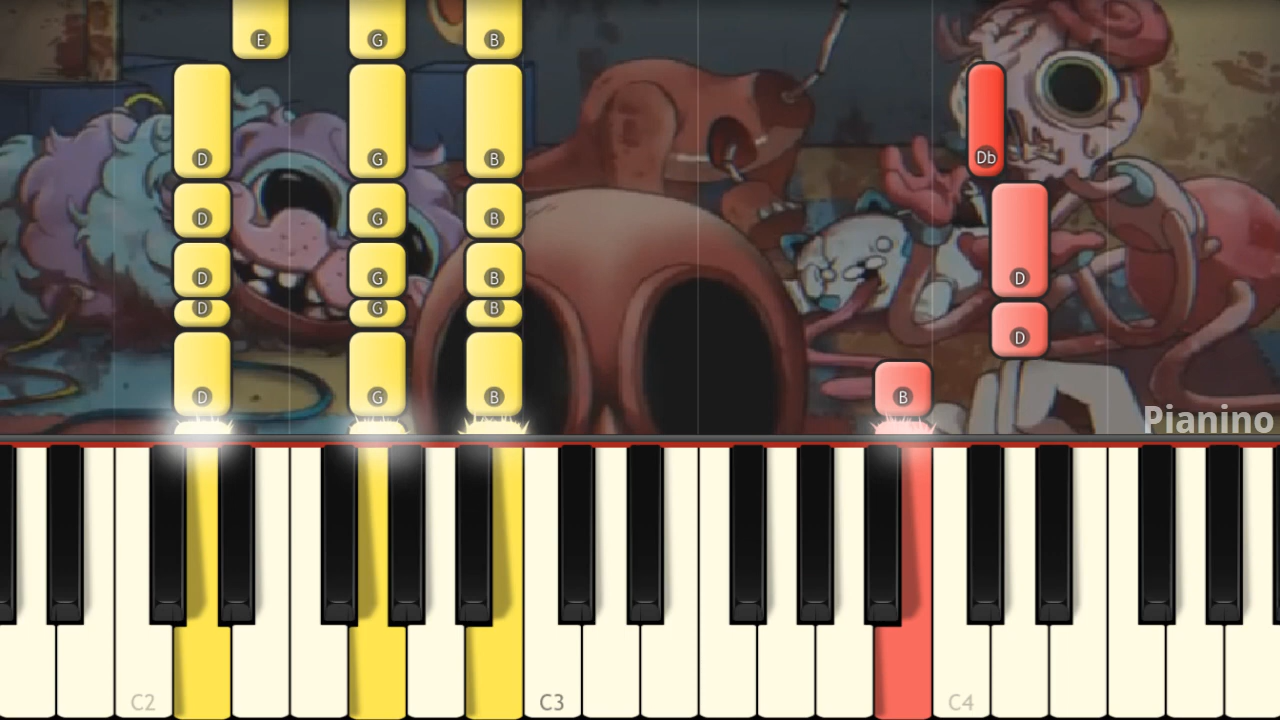 E G B
D G B Db
D G B
D G B D
D G B
D
D G B B
Pianino
C2 C3 C4